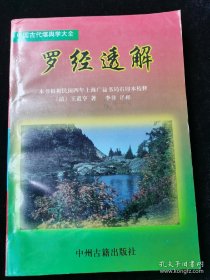 中国古代堪舆学大全
罗经透解
本书根据民国四年上海广益书局石印本校释
［清］王道亨 著 李非 评释
中州古籍出版社